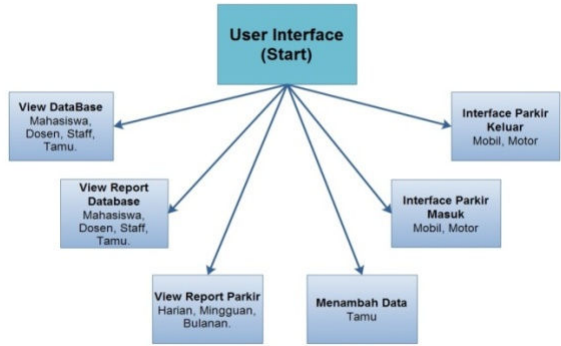 User Interface
(Start)
View DataBase
Mahasiswa,
Dosen, Staff,
Tamu.
Interface Parkir
Keluar
Mobil, Motor
View Report
Database
Mahasiswa,
Dosen, Staff,
Tamu.
Interface Parkir
Masuk
Mobil, Motor
View Report Parkir
Harian, Mingguan,
Bulanan.
Menambah Data
Tamu